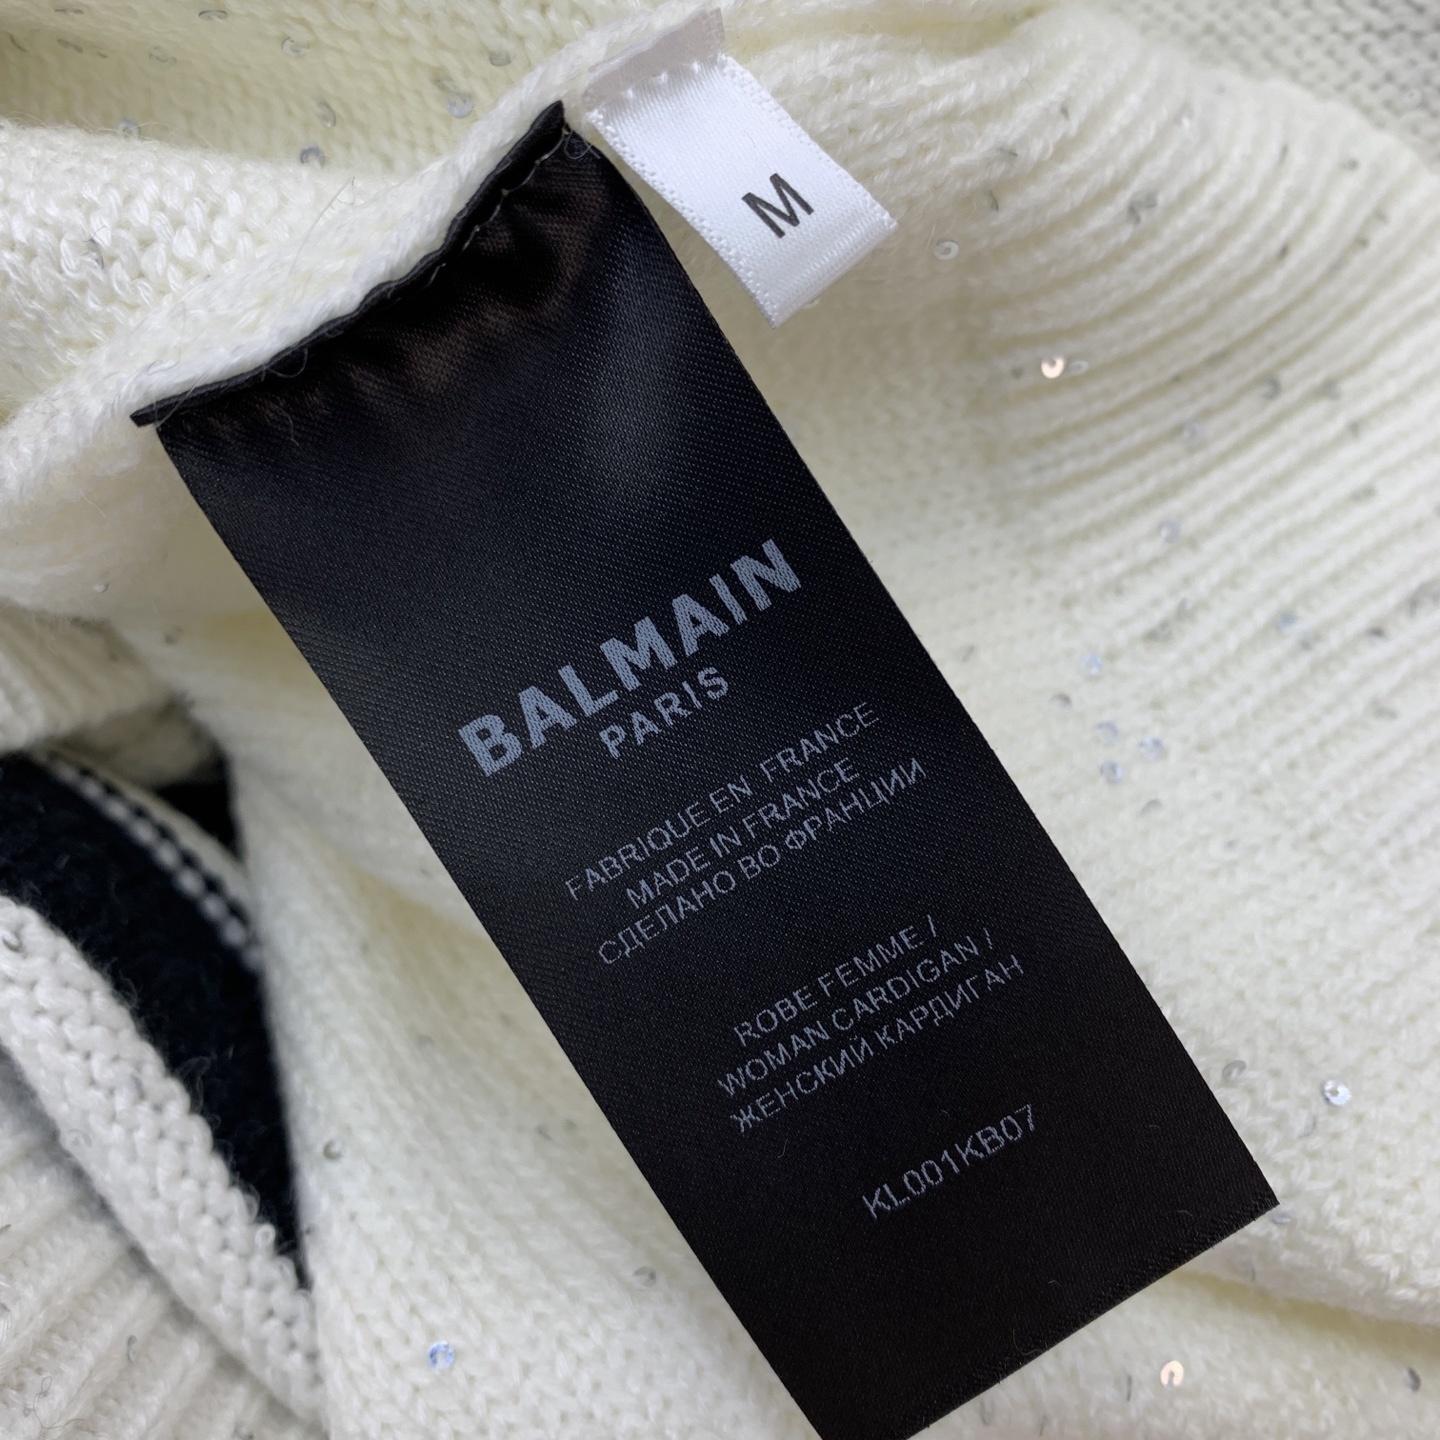 M
BALMAIN
PARIS
FABRIQUE EN FRANCE
MADE IN FRANCE
СДЕЛАНО ВО ФРАНЦИИ
ROBE FEMME /
WOMAN CARDIGAN /
ЖЕНСКИЙ КАРДИГАН
KL001KB07